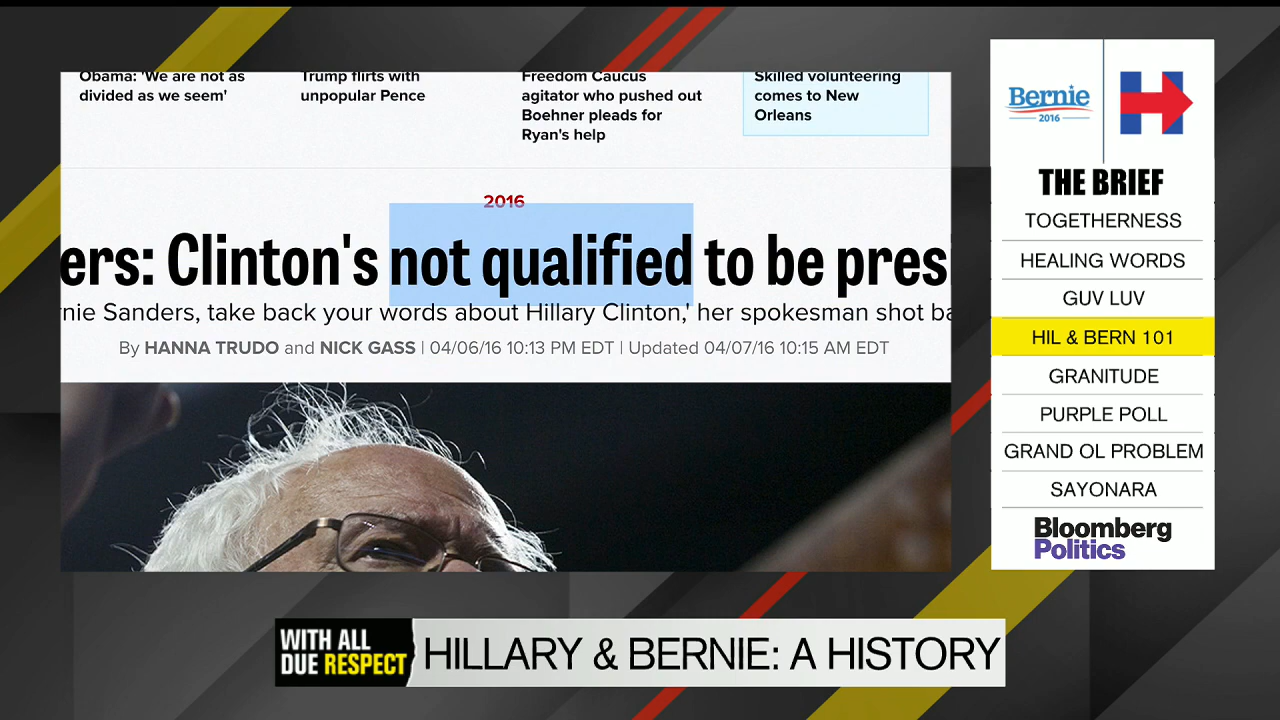 Obama: 'We are not as
divided as we seem'
Trump flirts with
unpopular Pence
Freedom Caucus
agitator who pushed out
Boehner pleads for
Ryan's help
Skilled volunteering
comes to New
Orleans
2016
ers: Clinton's not qualified to be pres
rnie Sanders, take back your words about Hillary Clinton,' her spokesman shot ba
By HANNA TRUDO and NICK GASS | 04/06/16 10:13 PM EDT | Updated 04/07/16 10:15 AM EDT
Bernie
2016
H
THE BRIEF
TOGETHERNESS
HEALING WORDS
GUV LUV
HIL & BERN 101
GRANITUDE
PURPLE POLL
GRAND OL PROBLEM
SAYONARA
Bloomberg
Politics
WITH ALL
DUE RESPECT
HILLARY & BERNIE: A HISTORY